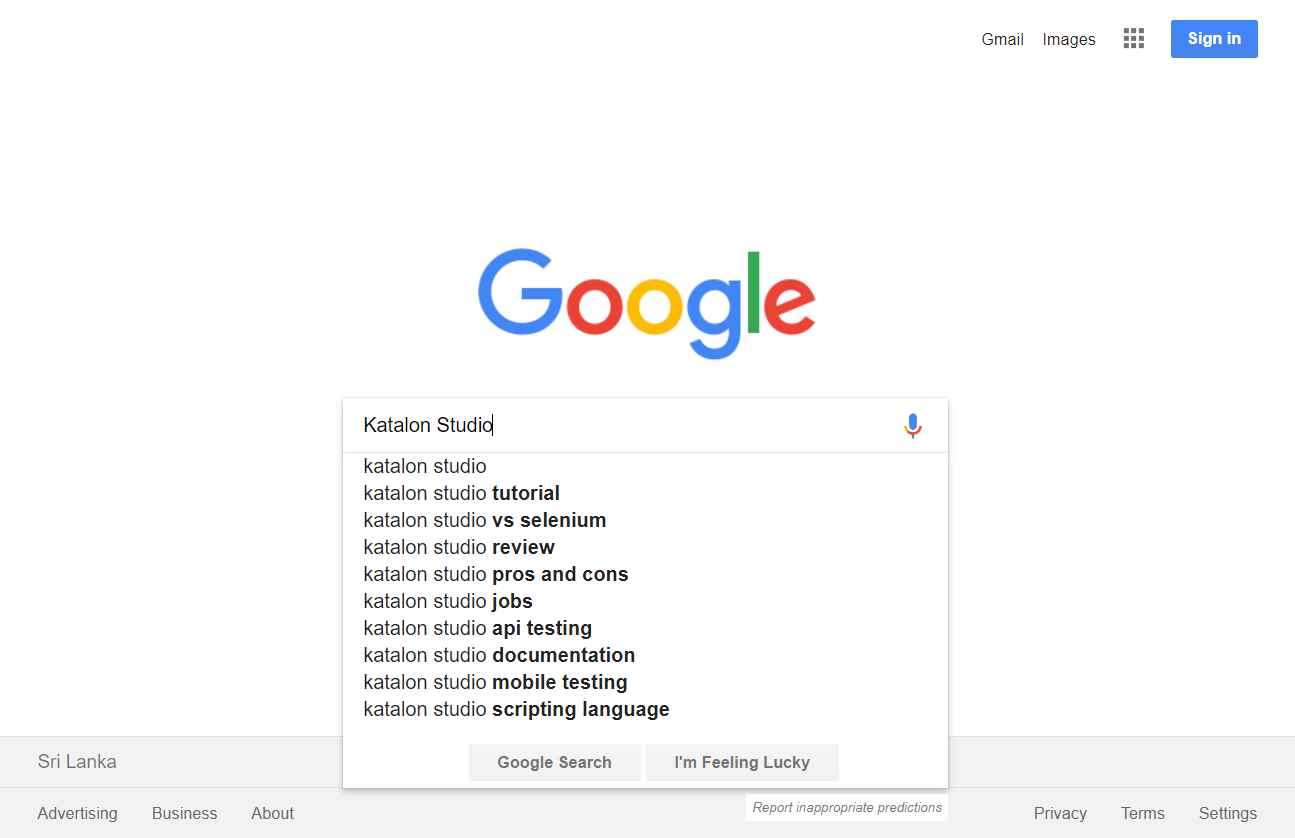 Gmail Images Sign in
Google
Katalon Studio
katalon studio
katalon studio tutorial
katalon studio vs selenium
katalon studio review
katalon studio pros and cons
katalon studio jobs
katalon studio api testing
katalon studio documentation
katalon studio mobile testing
katalon studio scripting language
Google Search I'm Feeling Lucky
Sri Lanka
Report inappropriate predictions
Advertising Business About Privacy Terms Settings